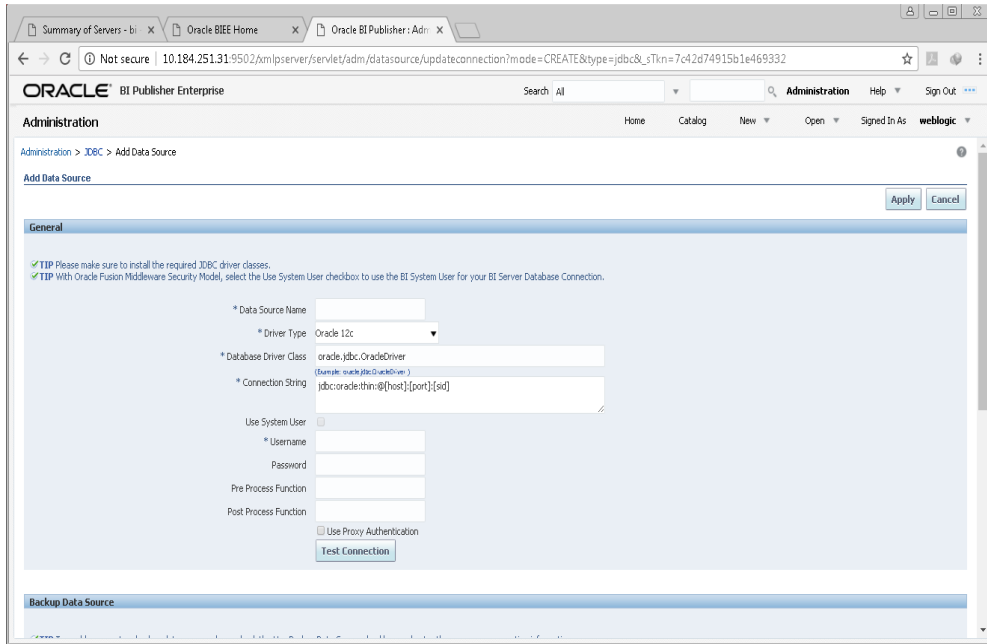 Summary of Servers - bi
Oracle BIEE Home
Oracle BI Publisher : Adm
Not secure | 10.184.251.31:9502/xmlpserver/servlet/adm/datasource/updateconnection?mode=CREATE&type=jdbc&_sTkn=7c42d74915b1e469332
ORACLE BI Publisher Enterprise
Search All
Administration Help Sign Out
Administration
Home Catalog New Open Signed In As weblogic
Administration > JDBC > Add Data Source
Add Data Source
Apply Cancel
General
TIP Please make sure to install the required JDBC driver classes.
TIP With Oracle Fusion Middleware Security Model, select the Use System User checkbox to use the BI System User for your BI Server Database Connection.
* Data Source Name
* Driver Type Oracle 12c
* Database Driver Class oracle.jdbc.OracleDriver
(Example: oracle.jdbc.OracleDriver )
* Connection String jdbc:oracle:thin:@[host]:[port]:[sid]
Use System User
* Username
Password
Pre Process Function
Post Process Function
Use Proxy Authentication
Test Connection
Backup Data Source